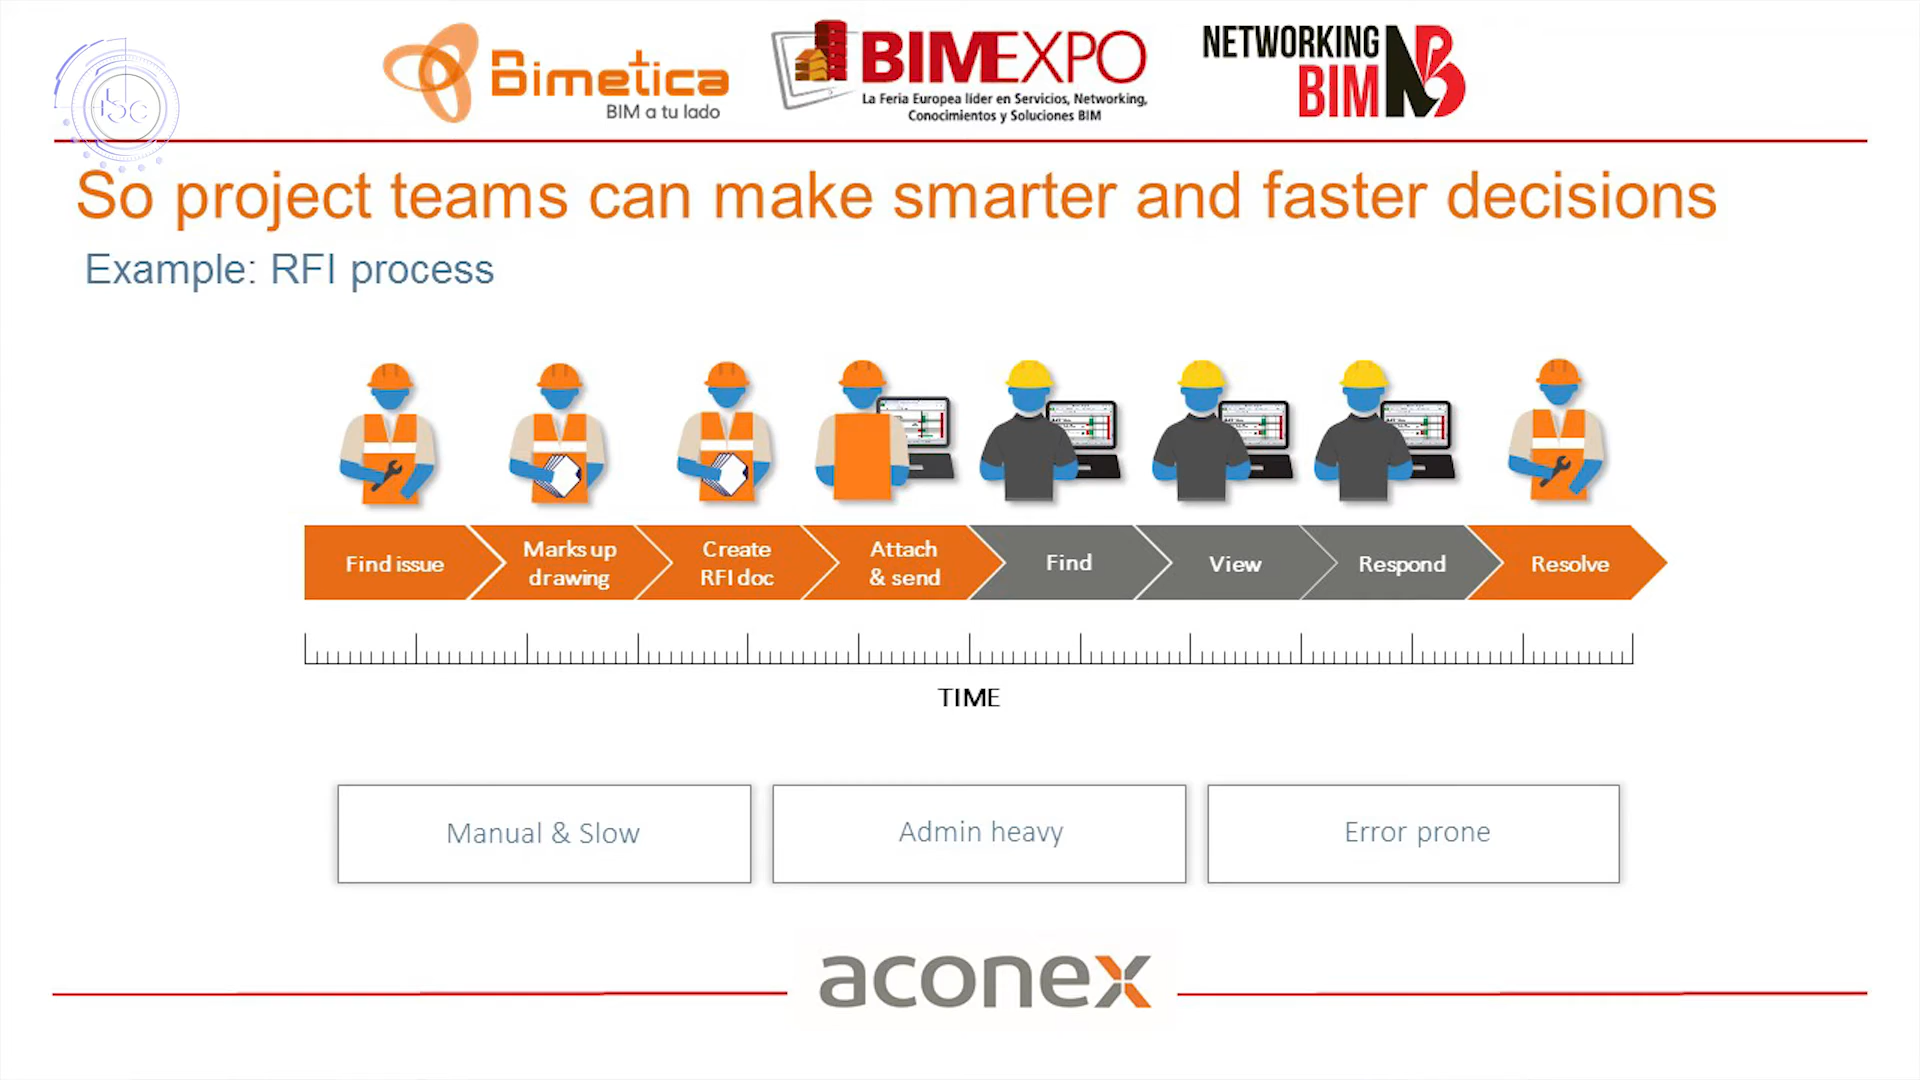 Bimetica
BIM a tu lado
BIMEXPO
La Feria Europea líder en Servicios, Networking,
Conocimientos y Soluciones BIM
NETWORKING
BIM
So project teams can make smarter and faster decisions
Example: RFI process
Find issue
Marks up
drawing
Create
RFI doc
Attach
& send
Find
View
Respond
Resolve
TIME
Manual & Slow
Admin heavy
Error prone
aconex